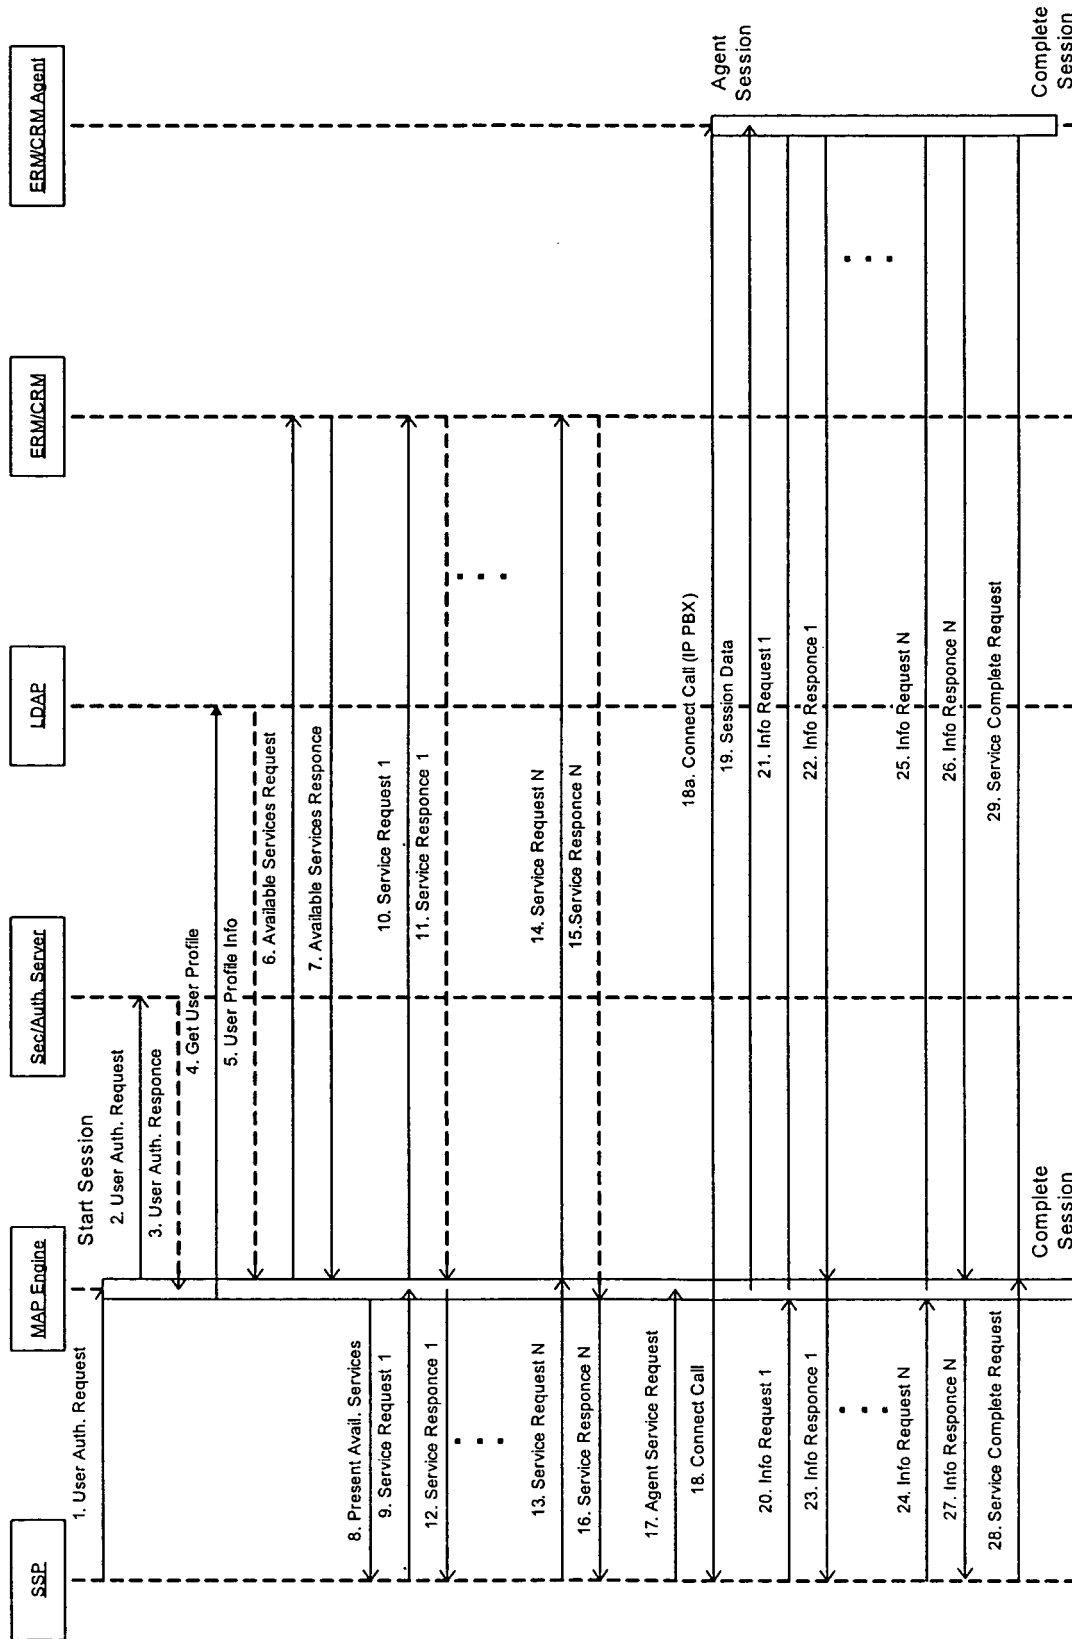 SSP
MAP Engine
Sec/Auth. Server
LDAP
ERM/CRM
ERM/CRM Agent
1. User Auth. Request
Start Session
2. User Auth. Request
3. User Auth. Responce
4. Get User Profile
5. User Profile Info
6. Available Services Request
7. Available Services Responce
8. Present Avail. Services
9. Service Request 1
10. Service Request 1
11. Service Responce 1
12. Service Responce 1
. . .
. . .
13. Service Request N
14. Service Request N
15.Service Responce N
16. Service Responce N
17. Agent Service Request
18. Connect Call
18a. Connect Call (IP PBX)
Agent
Session
19. Session Data
20. Info Request 1
21. Info Request 1
22. Info Responce 1
23. Info Responce 1
. . .
. . .
24. Info Request N
25. Info Request N
26. Info Responce N
27. Info Responce N
28. Service Complete Request
29. Service Complete Request
Complete
Session
Complete
Session